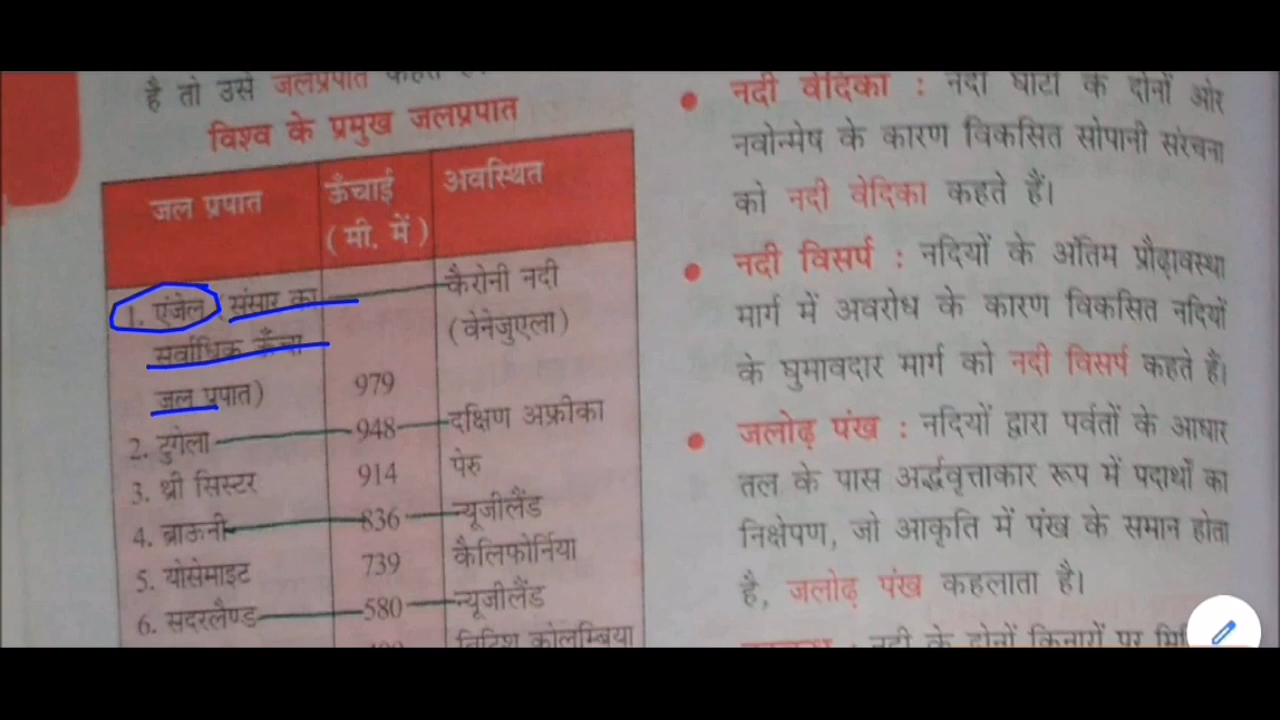 है तो उसे जलप्रपात कहते
विश्व के प्रमुख जलप्रपात
जल प्रपात ऊँचाई (मी. में) अवस्थित
1. एंजेल (संसार का कैरोनी नदी
सर्वाधिक ऊँचा (वेनेजुएला)
जल प्रपात) 979
2. टुगेला 948 दक्षिण अफ्रीका
3. थ्री सिस्टर 914 पेरु
4. ब्राऊनी 836 न्यूजीलैंड
5. योसेमाइट 739 कैलिफोर्निया
6. सदरलैण्ड 580 न्यूजीलैंड
ब्रिटिश कोलम्बिया
• नदी वेदिका : नदी घाटी के दोनों ओर
नवोन्मेष के कारण विकसित सोपानी संरचना
को नदी वेदिका कहते हैं।
• नदी विसर्प : नदियों के अंतिम प्रौढ़ावस्था
मार्ग में अवरोध के कारण विकसित नदियों
के घुमावदार मार्ग को नदी विसर्प कहते हैं।
• जलोढ़ पंख : नदियों द्वारा पर्वतों के आधार
तल के पास अर्द्धवृत्ताकार रूप में पदार्थों का
निक्षेपण, जो आकृति में पंख के समान होता
है, जलोढ़ पंख कहलाता है।
: नदी के दोनों किनारों पर